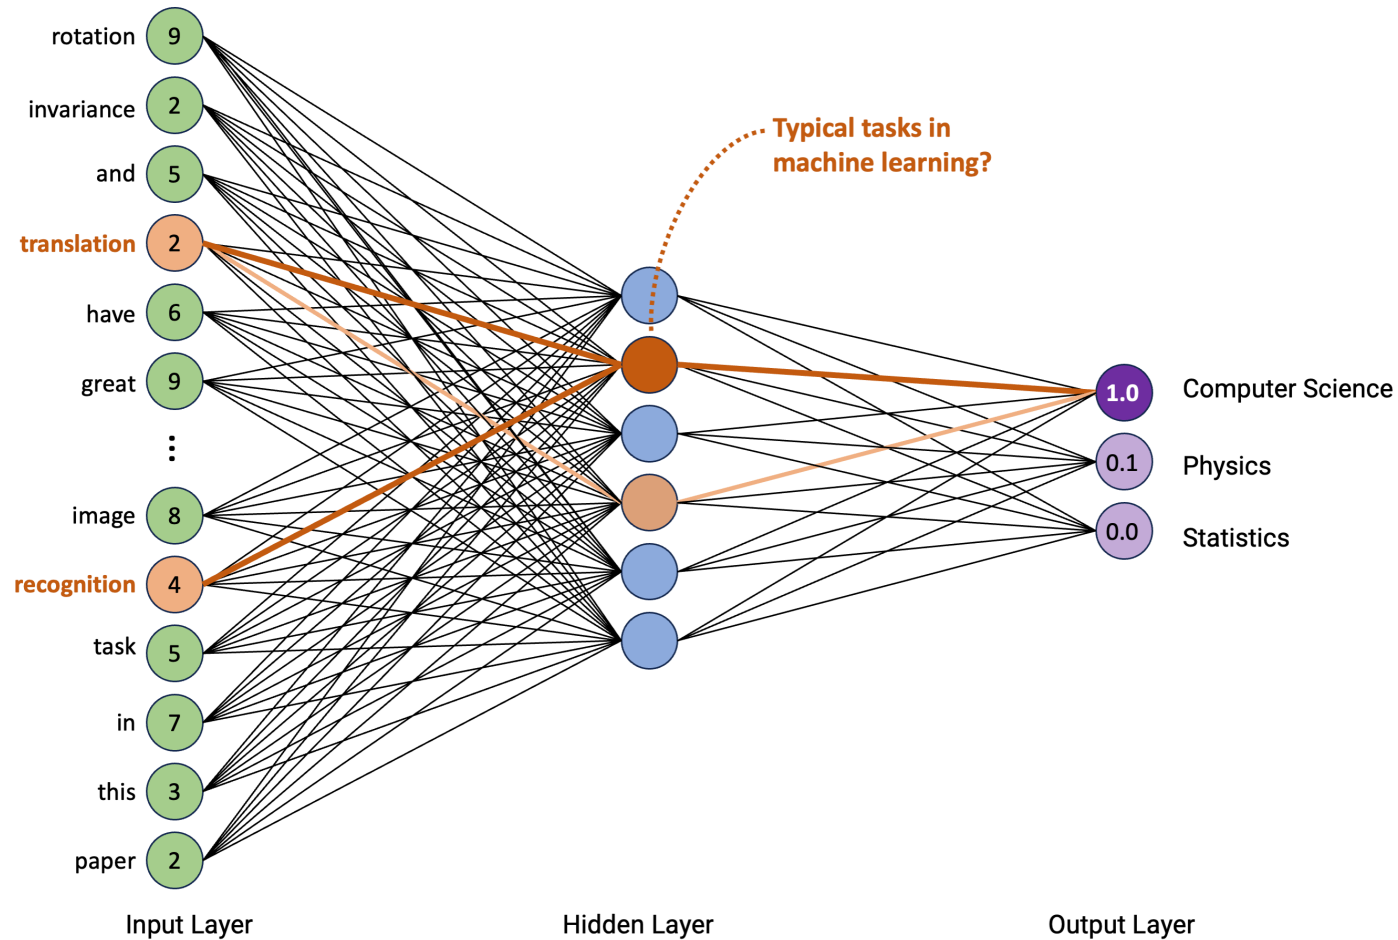 rotation 9
invariance 2
and 5
translation 2
have 6
great 9
⋮
image 8
recognition 4
task 5
in 7
this 3
paper 2
Input Layer
Typical tasks in
machine learning?
Hidden Layer
1.0 Computer Science
0.1 Physics
0.0 Statistics
Output Layer